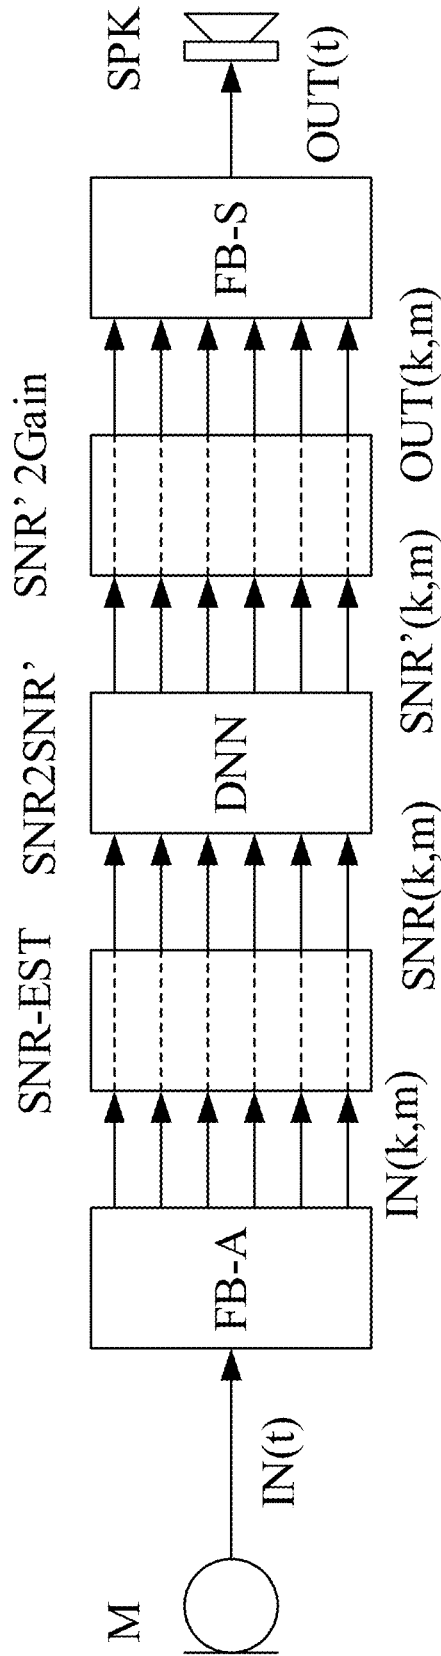 M
IN(t)
FB-A
IN(k,m)
SNR-EST
SNR(k,m)
SNR2SNR’
DNN
SNR’(k,m)
SNR’ 2Gain
OUT(k,m)
FB-S
OUT(t)
SPK